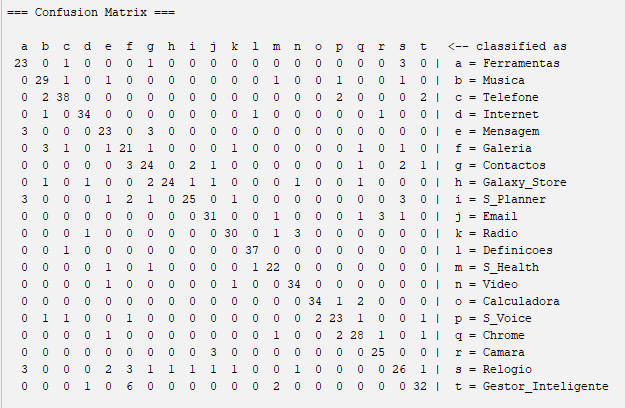 === Confusion Matrix ===
a b c d e f g h i j k l m n o p q r s t <-- classified as
23 0 1 0 0 0 1 0 0 0 0 0 0 0 0 0 0 0 3 0 | a = Ferramentas
0 29 1 0 1 0 0 0 0 0 0 0 1 0 0 1 0 0 1 0 | b = Musica
0 2 38 0 0 0 0 0 0 0 0 0 0 0 0 2 0 0 0 2 | c = Telefone
0 1 0 34 0 0 0 0 0 0 0 1 0 0 0 0 0 1 0 0 | d = Internet
3 0 0 0 23 0 3 0 0 0 0 0 0 0 0 0 0 0 0 0 | e = Mensagem
0 3 1 0 1 21 1 0 0 0 1 0 0 0 0 0 1 0 1 0 | f = Galeria
0 0 0 0 0 3 24 0 2 1 0 0 0 0 0 0 1 0 2 1 | g = Contactos
0 1 0 1 0 0 2 24 1 1 0 0 0 1 0 0 1 0 0 0 | h = Galaxy_Store
3 0 0 0 1 2 1 0 25 0 1 0 0 0 0 0 0 0 3 0 | i = S_Planner
0 0 0 0 0 0 0 0 0 31 0 0 1 0 0 0 1 3 1 0 | j = Email
0 0 0 1 0 0 0 0 0 0 30 0 1 3 0 0 0 0 0 0 | k = Radio
0 0 1 0 0 0 0 0 0 0 0 37 0 0 0 0 0 0 0 0 | l = Definicoes
0 0 0 0 1 0 1 0 0 0 0 1 22 0 0 0 0 0 0 0 | m = S_Health
0 0 0 0 1 0 0 0 0 0 1 0 0 34 0 0 0 0 0 0 | n = Video
0 0 0 0 0 0 0 0 0 0 0 0 0 0 34 1 2 0 0 0 | o = Calculadora
0 1 1 0 0 1 0 0 0 0 0 0 0 0 2 23 1 0 0 1 | p = S_Voice
0 0 0 0 1 0 0 0 0 0 0 0 1 0 0 2 28 1 0 1 | q = Chrome
0 0 0 0 0 0 0 0 0 3 0 0 0 0 0 0 0 25 0 0 | r = Camara
3 0 0 0 2 3 1 1 1 1 1 0 0 1 0 0 0 0 26 1 | s = Relogio
0 0 0 1 0 6 0 0 0 0 0 0 2 0 0 0 0 0 0 32 | t = Gestor_Inteligente